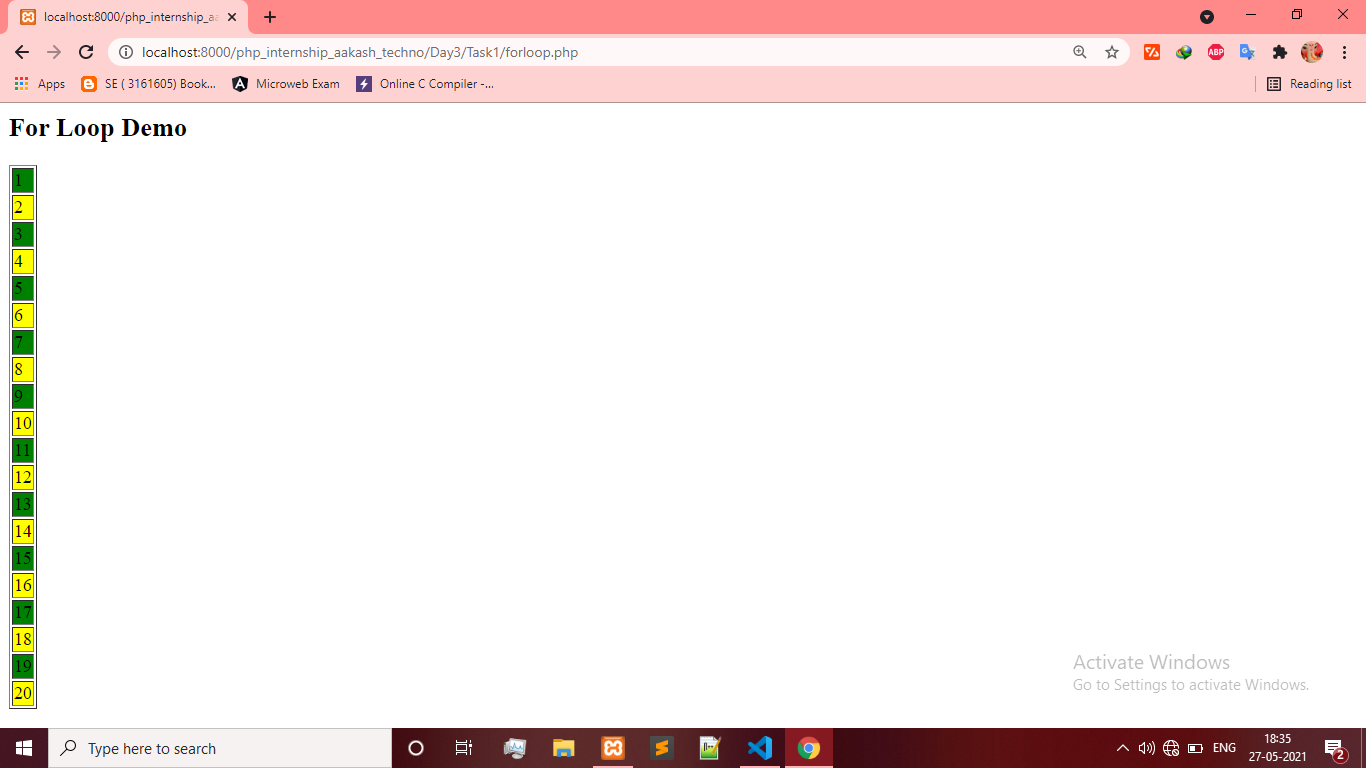 localhost:8000/php_internship_aa
localhost:8000/php_internship_aakash_techno/Day3/Task1/forloop.php
ABP
Apps
SE ( 3161605) Book...
Microweb Exam
Online C Compiler -...
Reading list
For Loop Demo
1
2
3
4
5
6
7
8
9
10
11
12
13
14
15
16
17
18
19
20
Activate Windows
Go to Settings to activate Windows.
Type here to search
ENG
18:35
27-05-2021
2